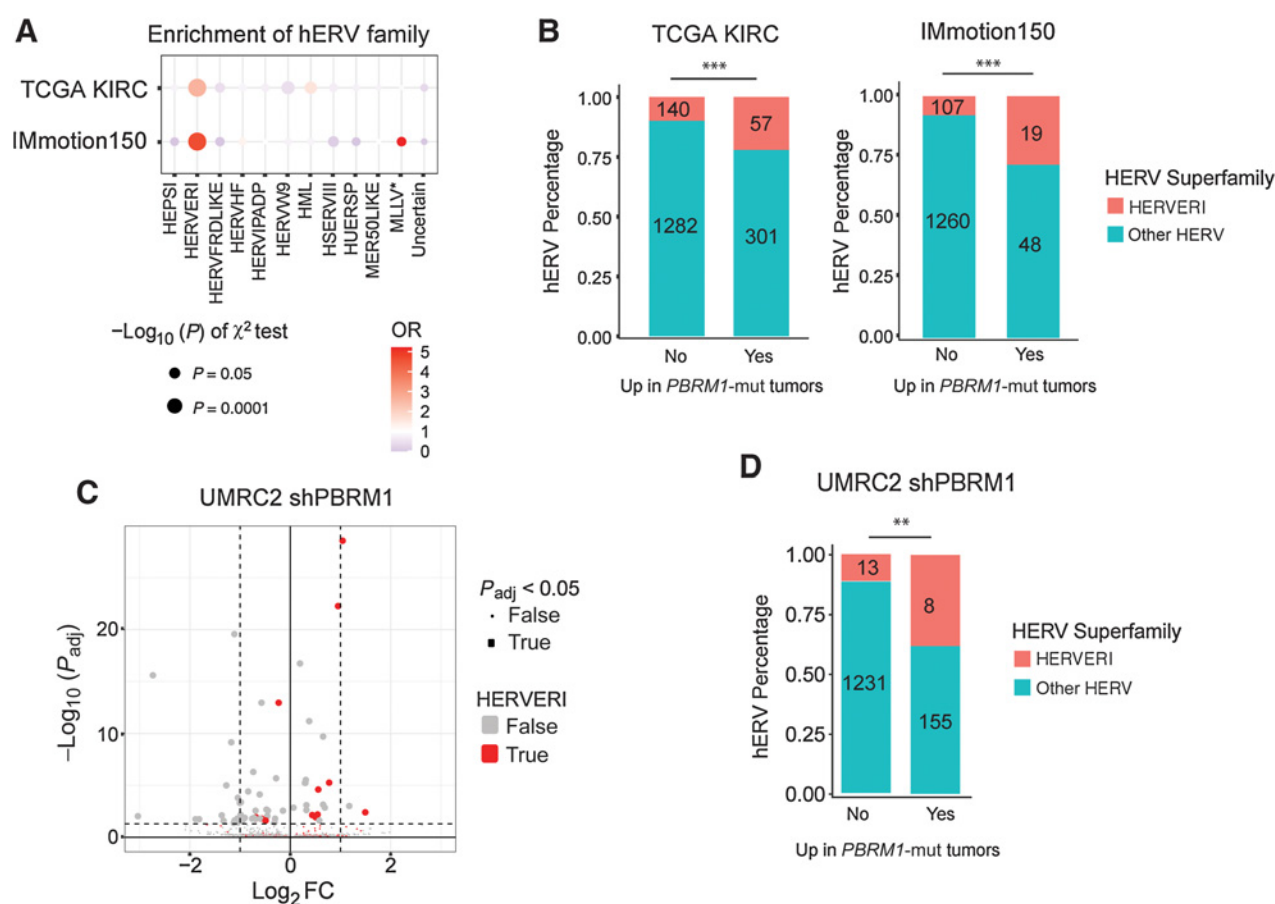 A
Enrichment of hERV family
TCGA KIRC
IMmotion150
HEPSI
HERVERI
HERVFRDLIKE
HERVHF
HERVIPADP
HERVW9
HML
HSERVIII
HUERSP
MER50LIKE
MLLV*
Uncertain
−Log10 (P) of χ2 test
P = 0.05
P = 0.0001
OR
5
4
3
2
1
0
B
TCGA KIRC
***
hERV Percentage
1.00
0.75
0.50
0.25
0.00
140
57
1282
301
No
Yes
Up in PBRM1-mut tumors
IMmotion150
***
hERV Percentage
1.00
0.75
0.50
0.25
0.00
107
19
1260
48
No
Yes
Up in PBRM1-mut tumors
HERV Superfamily
HERVERI
Other HERV
C
UMRC2 shPBRM1
−Log10 (Padj)
20
10
0
−2
0
2
Log2 FC
Padj < 0.05
False
True
HERVERI
False
True
D
UMRC2 shPBRM1
**
hERV Percentage
1.00
0.75
0.50
0.25
0.00
13
8
1231
155
No
Yes
Up in PBRM1-mut tumors
HERV Superfamily
HERVERI
Other HERV